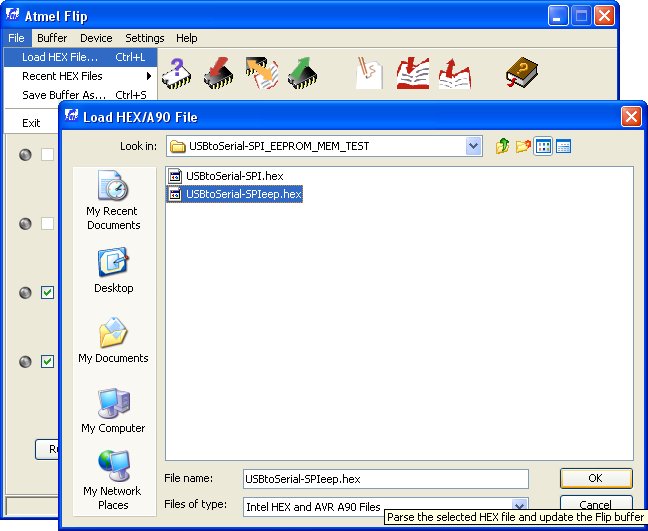 Atmel Flip
File Buffer Device Settings Help
Load HEX File... Ctrl+L
Recent HEX Files
Save Buffer As... Ctrl+S
Exit
Load HEX/A90 File
Look in: USBtoSerial-SPI_EEPROM_MEM_TEST
USBtoSerial-SPI.hex
USBtoSerial-SPIeep.hex
My Recent
Documents
Desktop
My Documents
My Computer
My Network
Places
File name: USBtoSerial-SPIeep.hex OK
Files of type: Intel HEX and AVR A90 Files Cancel
Parse the selected HEX file and update the Flip buffer